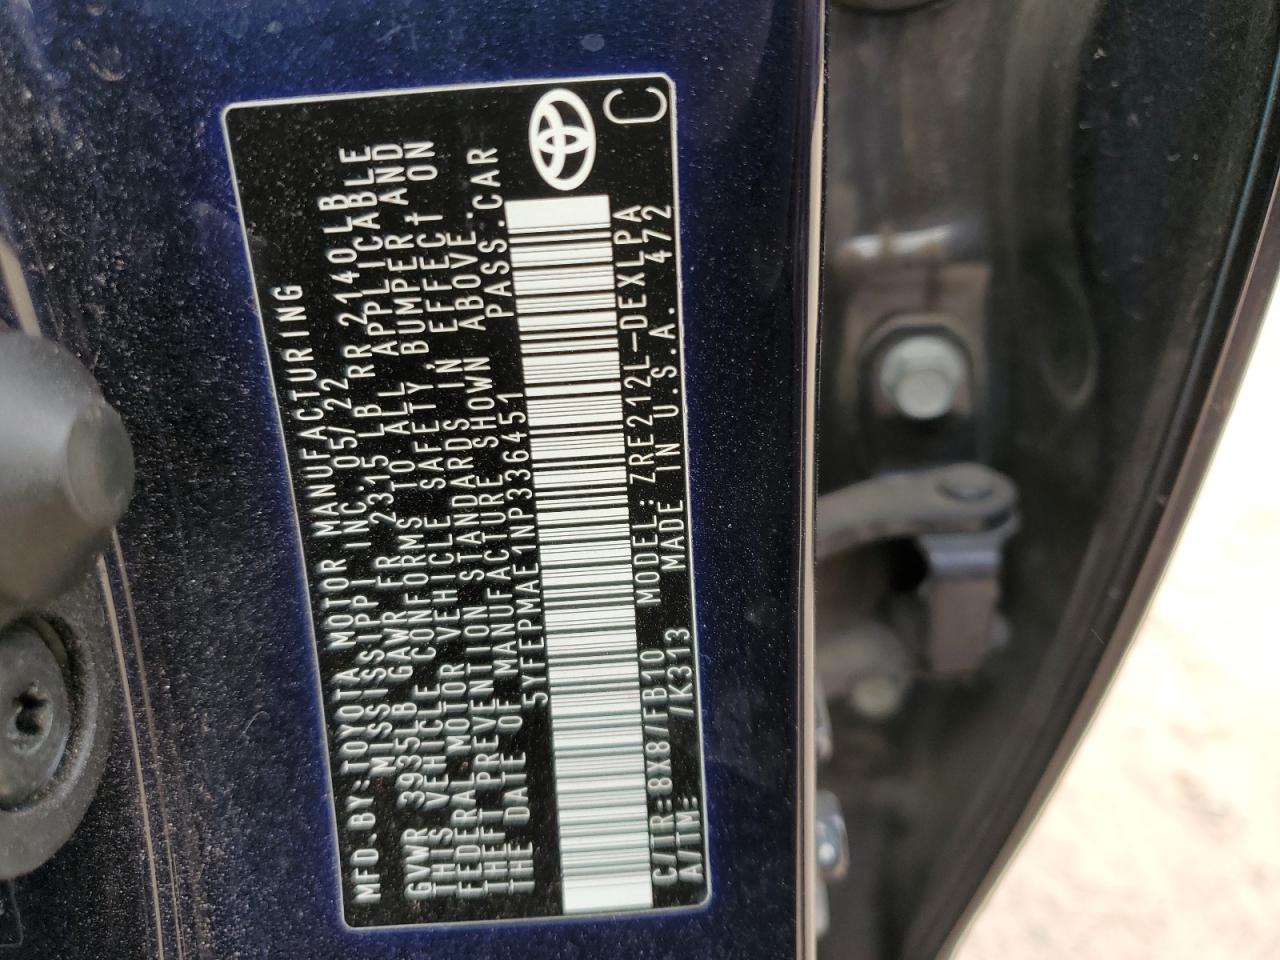 MFD.BY:TOYOTA MOTOR MANUFACTURING
MISSISSIPPI INC. 05/22
GVWR 3935LB GAWR FR 2315 LB RR 2140LB
THIS VEHICLE CONFORMS TO ALL APPLICABLE
FEDERAL MOTOR VEHICLE SAFETY,BUMPER,AND
THEFT PREVENTION STANDARDS IN EFFECT ON
THE DATE OF MANUFACTURE SHOWN ABOVE.
5YFEPMAE1NP336451 PASS.CAR
C/TR:8X8/FB10 MODEL:ZRE212L-DEXLPA
A/TM: /K313 MADE IN U.S.A. 472
C